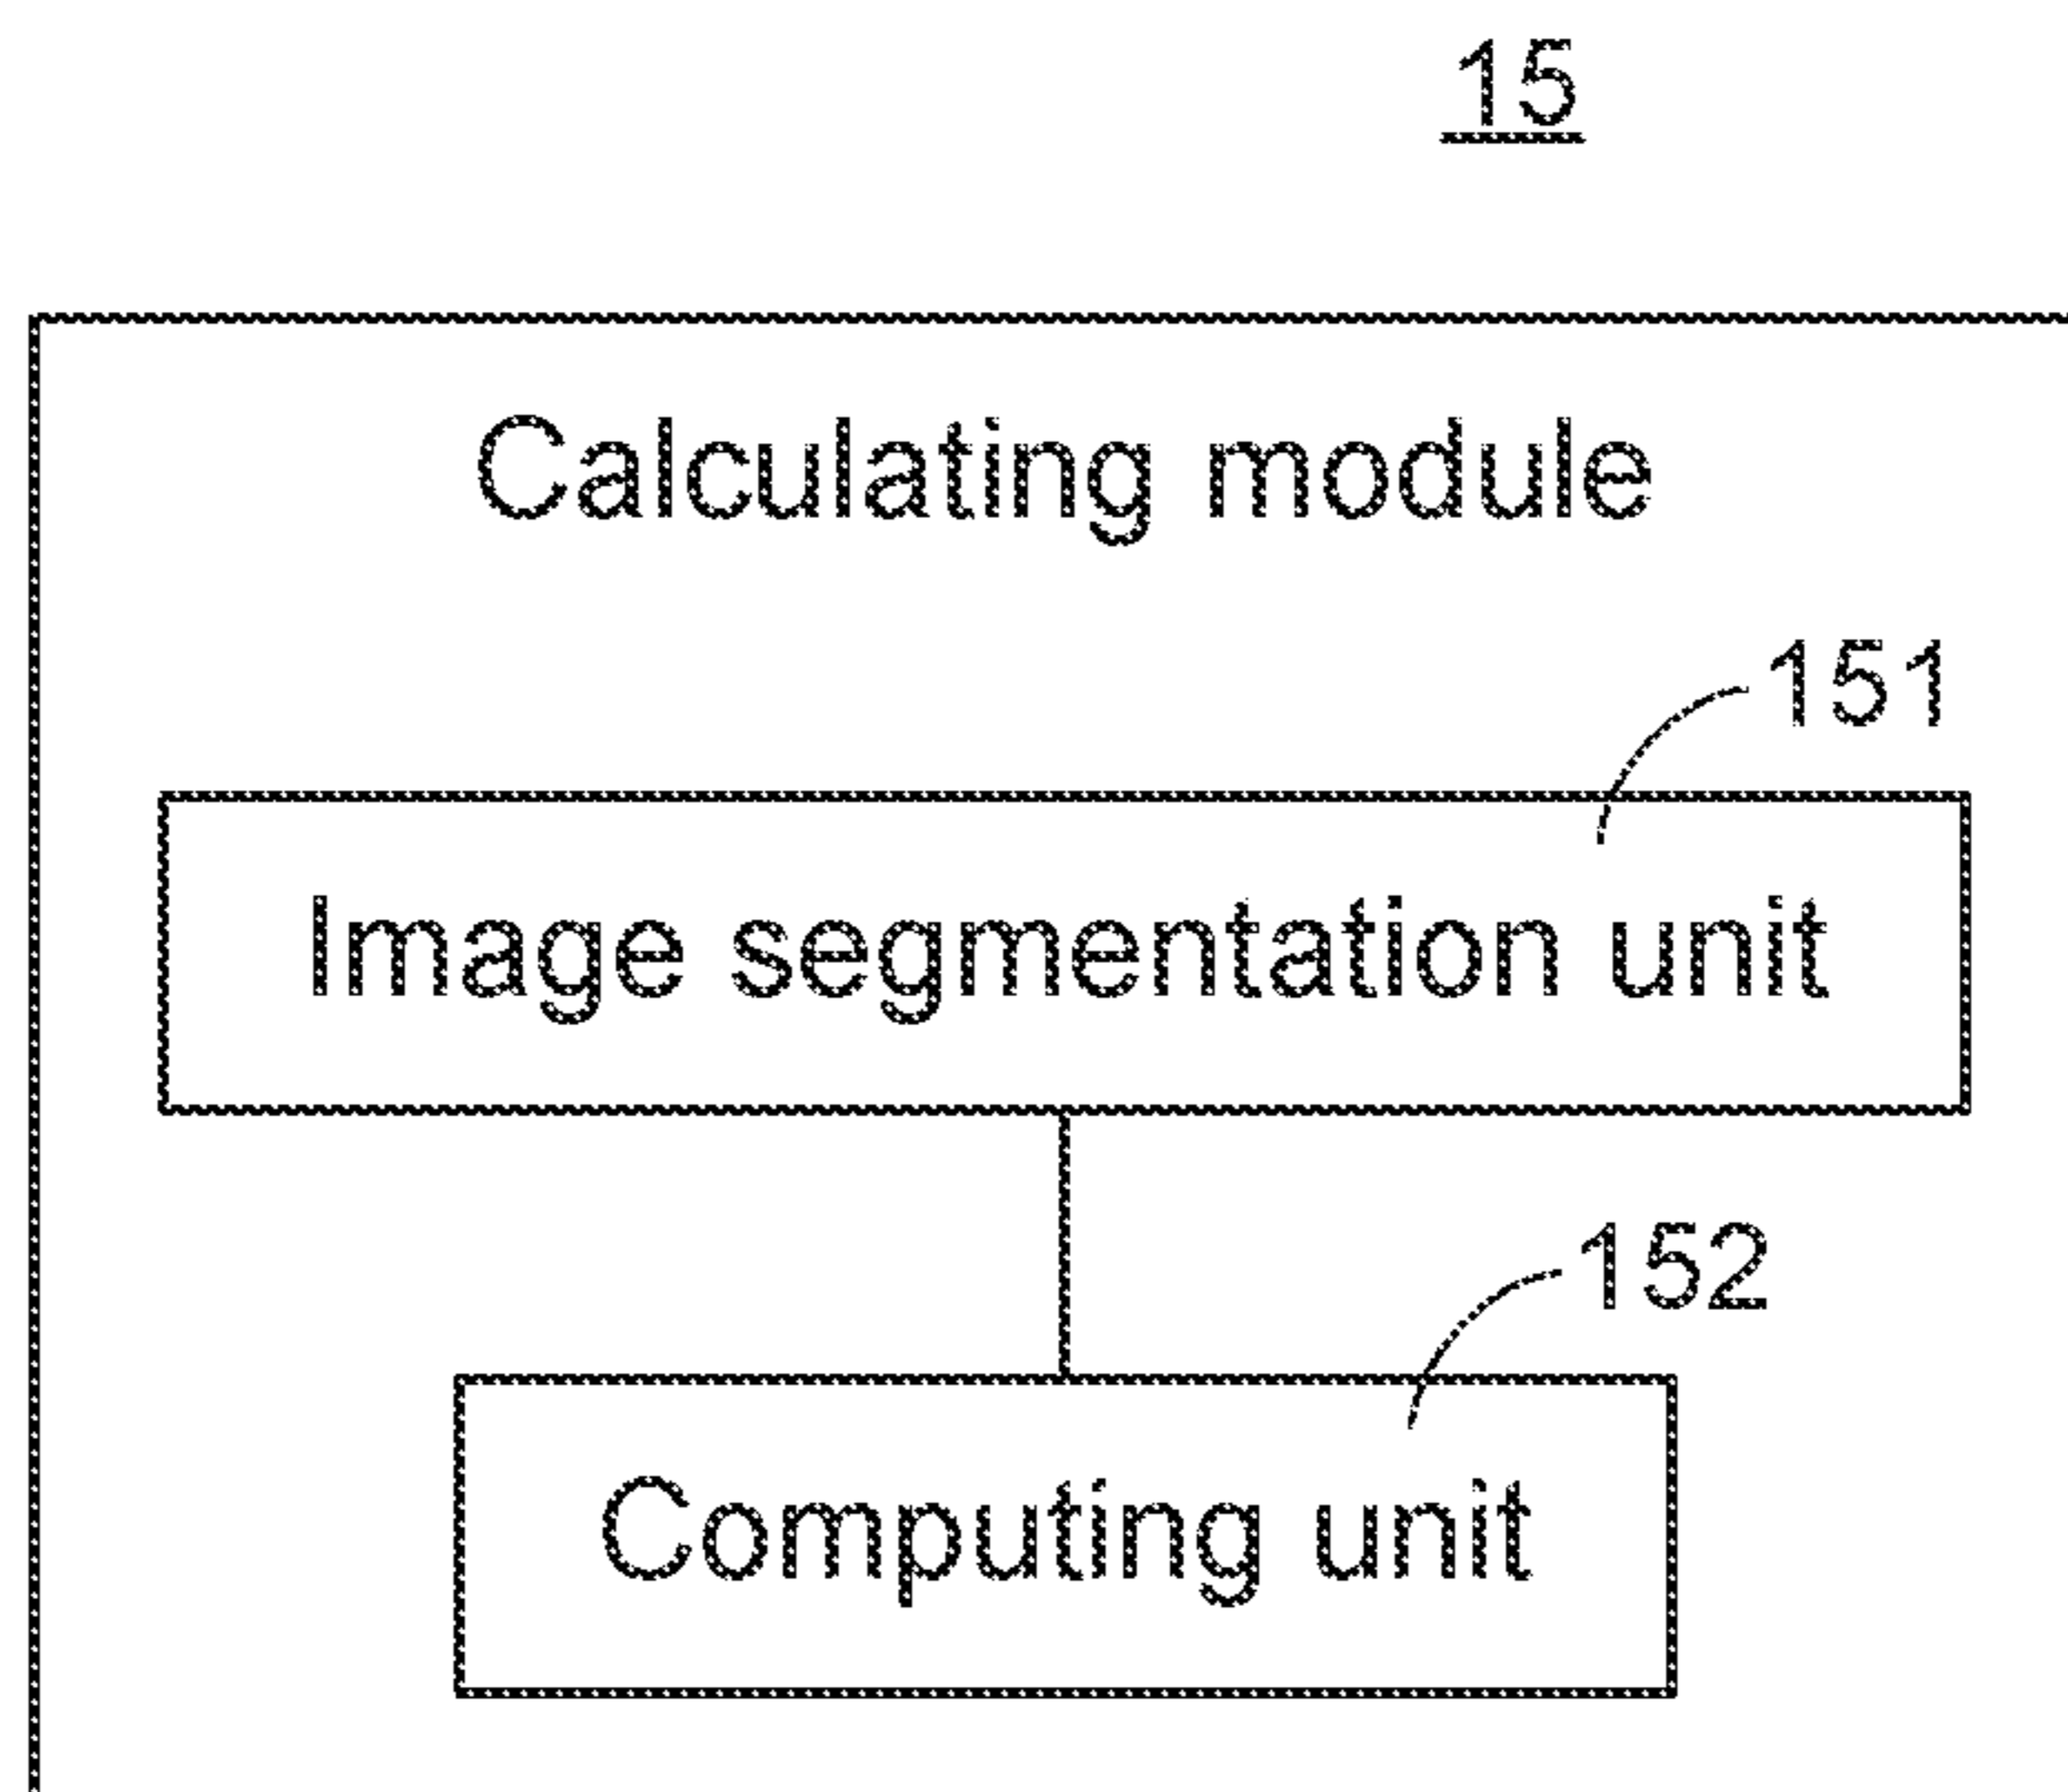 15
Calculating module
151
Image segmentation unit
152
Computing unit